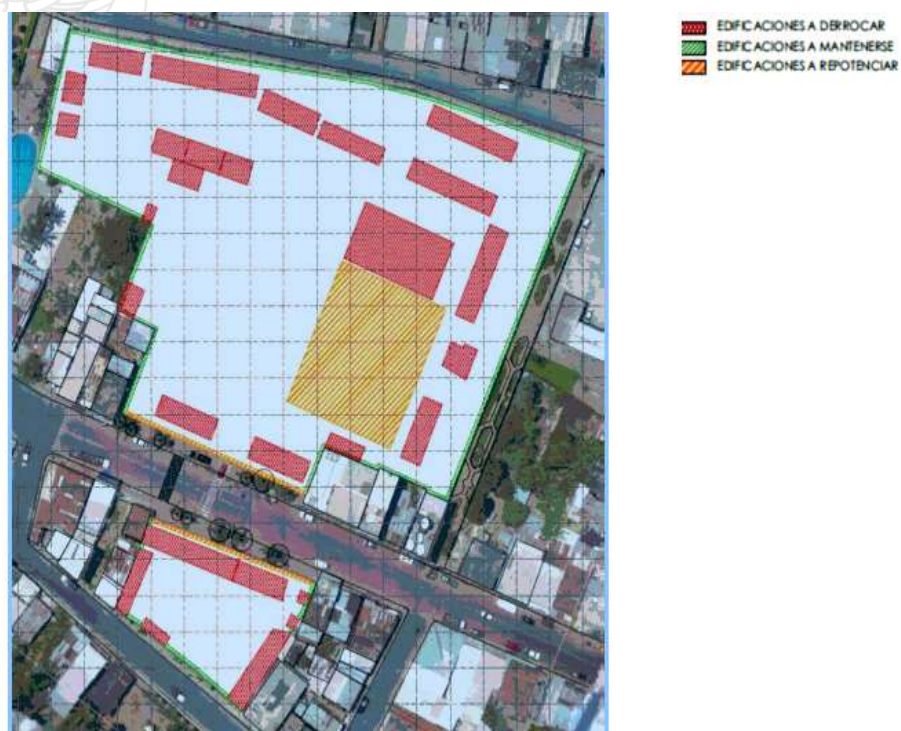 EDIFICACIONES A DERROCAR
EDIFICACIONES A MANTENERSE
EDIFICACIONES A REPOTENCIAR